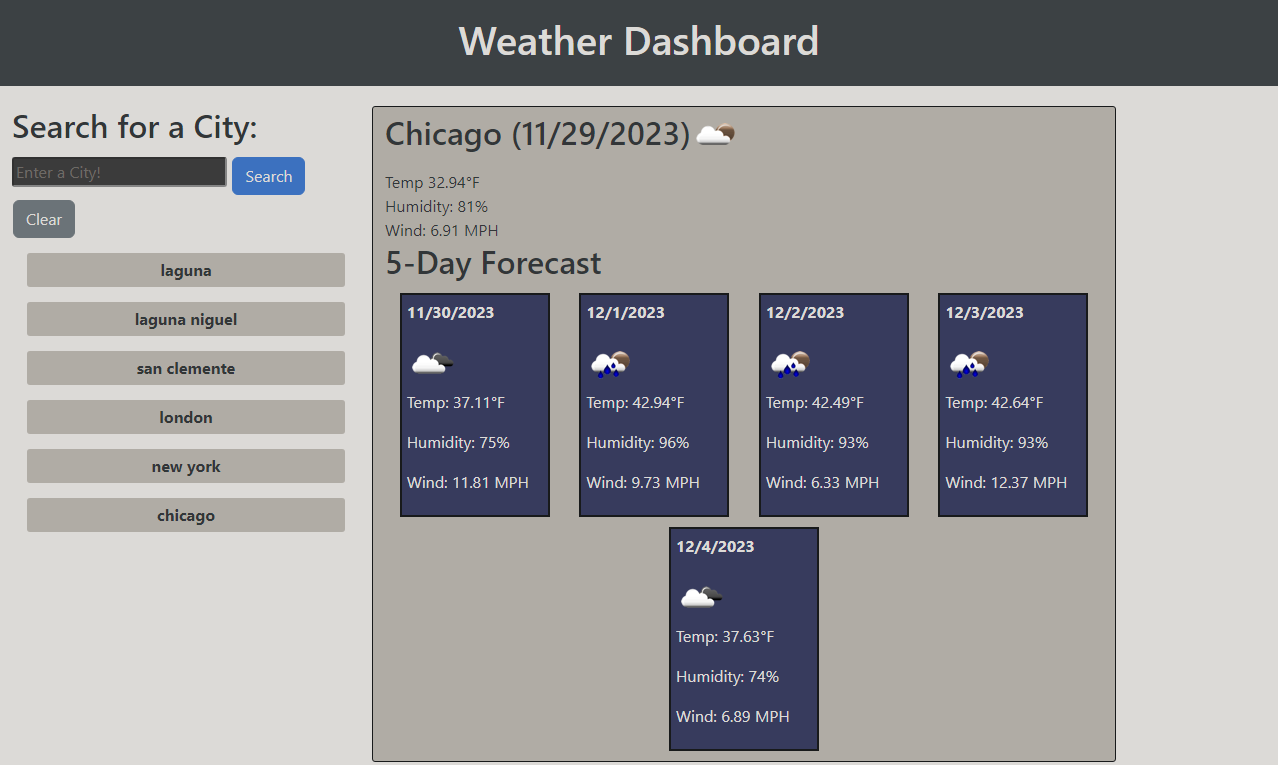 Weather Dashboard
Search for a City:
Enter a City!
Search
Clear
laguna
laguna niguel
san clemente
london
new york
chicago
Chicago (11/29/2023)
Temp 32.94°F
Humidity: 81%
Wind: 6.91 MPH
5-Day Forecast
11/30/2023
Temp: 37.11°F
Humidity: 75%
Wind: 11.81 MPH
12/1/2023
Temp: 42.94°F
Humidity: 96%
Wind: 9.73 MPH
12/2/2023
Temp: 42.49°F
Humidity: 93%
Wind: 6.33 MPH
12/3/2023
Temp: 42.64°F
Humidity: 93%
Wind: 12.37 MPH
12/4/2023
Temp: 37.63°F
Humidity: 74%
Wind: 6.89 MPH